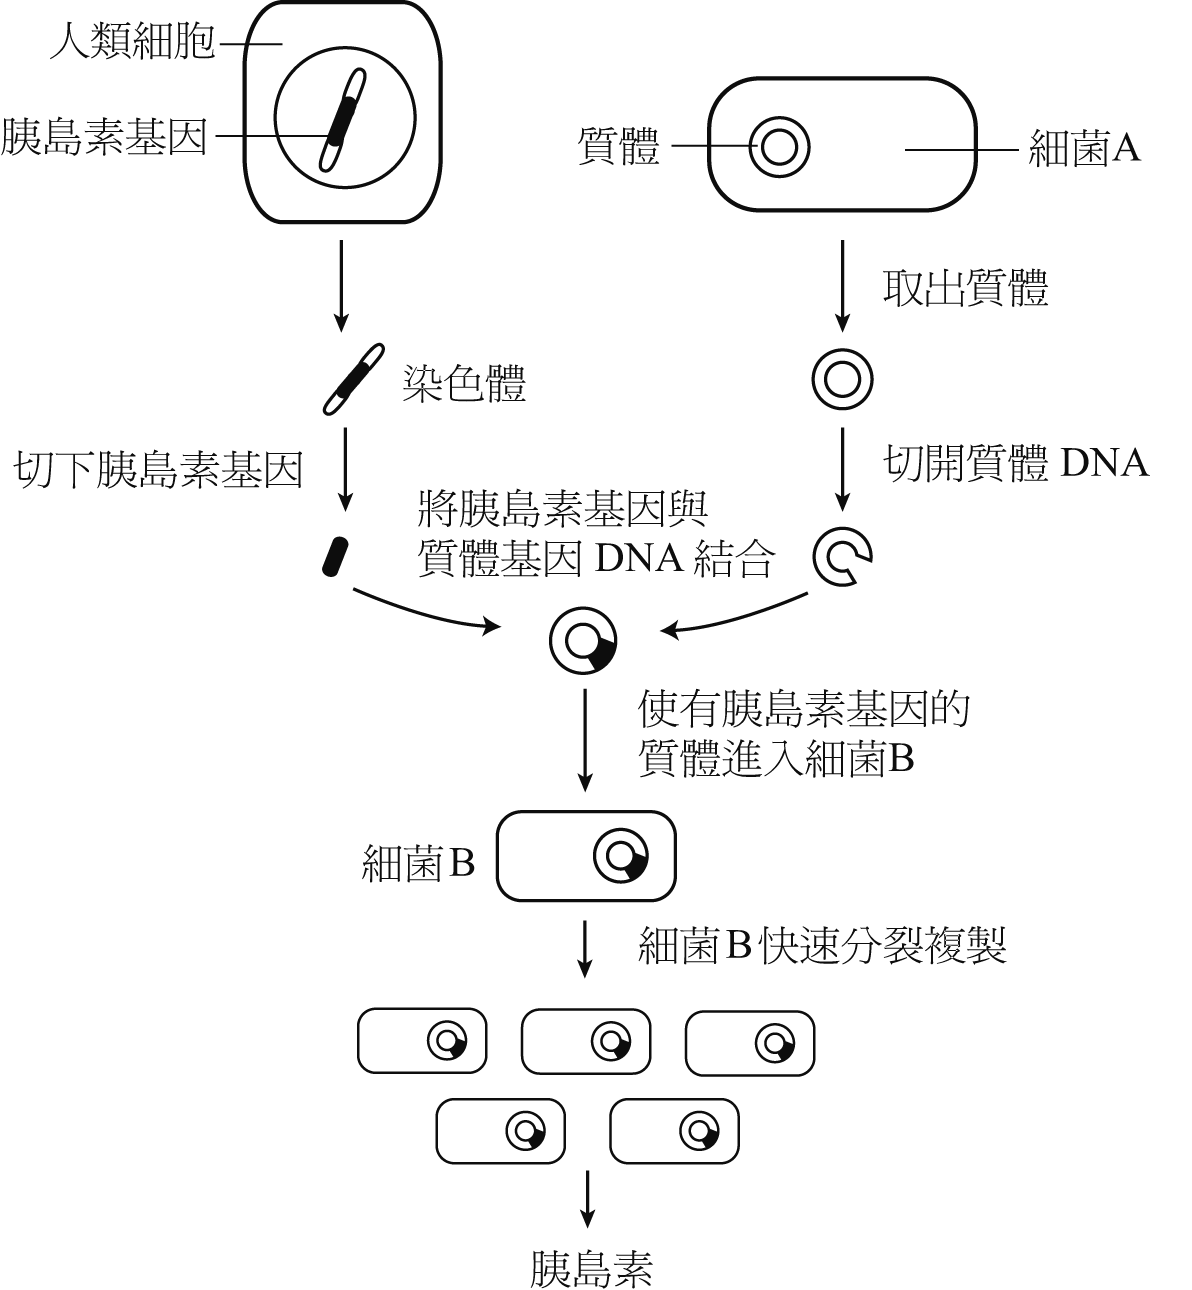 人類細胞
胰島素基因
質體
細菌A
取出質體
染色體
切下胰島素基因
切開質體 DNA
將胰島素基因與
質體基因 DNA 結合
使有胰島素基因的
質體進入細菌B
細菌 B
細菌 B 快速分裂複製
胰島素